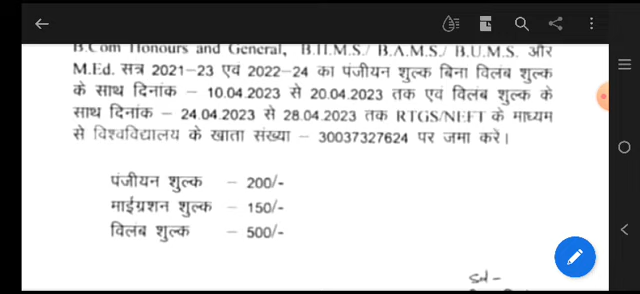 B.Com Honours and General, B.H.M.S./ B.A.M.S./ B.U.M.S. और
M.Ed. सत्र 2021-23 एवं 2022-24 का पंजीयन शुल्क बिना विलंब शुल्क
के साथ दिनांक - 10.04.2023 से 20.04.2023 तक एवं विलंब शुल्क के
साथ दिनांक - 24.04.2023 से 28.04.2023 तक RTGS/NEFT के माध्यम
से विश्वविद्यालय के खाता संख्या - 30037327624 पर जमा करें।
पंजीयन शुल्क - 200/-
माईग्रशन शुल्क - 150/-
विलंब शुल्क - 500/-
Sd-